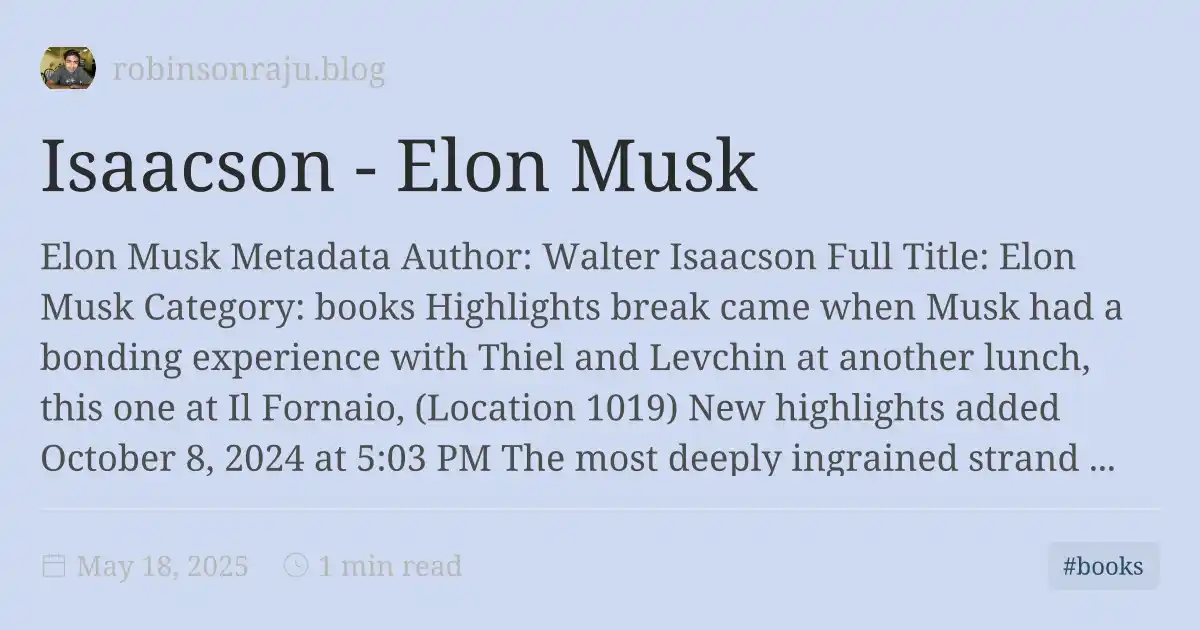 robinsonraju.blog
Isaacson - Elon Musk
Elon Musk Metadata Author: Walter Isaacson Full Title: Elon
Musk Category: books Highlights break came when Musk had a
bonding experience with Thiel and Levchin at another lunch,
this one at Il Fornaio, (Location 1019) New highlights added
October 8, 2024 at 5:03 PM The most deeply ingrained strand ...
May 18, 2025 1 min read #books